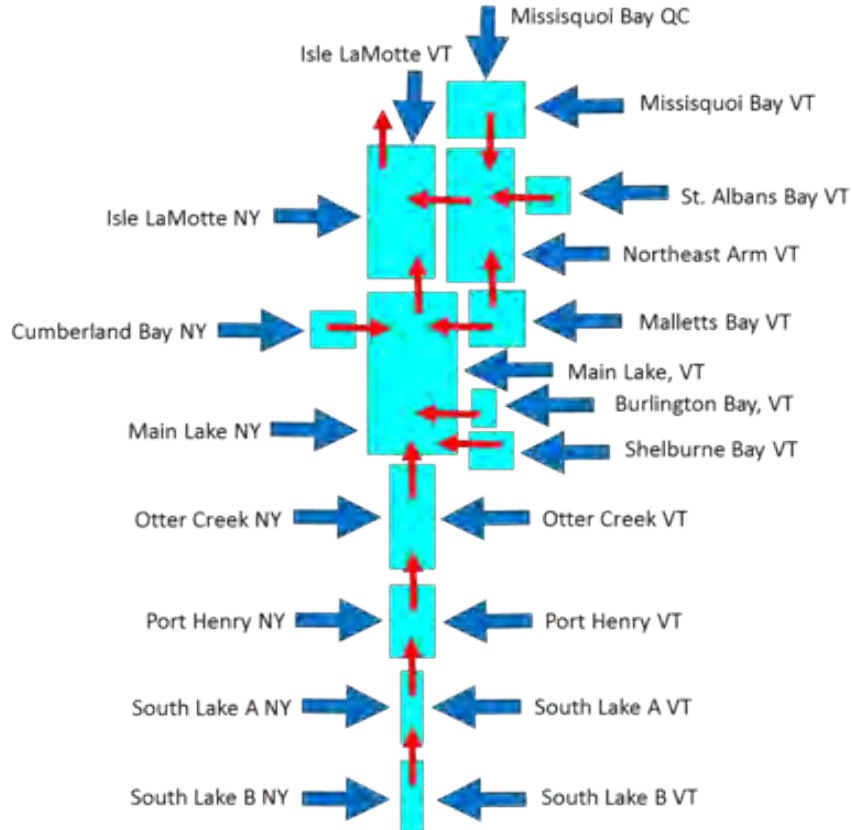 Missisquoi Bay QC
Isle LaMotte VT
Missisquoi Bay VT
St. Albans Bay VT
Isle LaMotte NY
Northeast Arm VT
Cumberland Bay NY
Malletts Bay VT
Main Lake, VT
Burlington Bay, VT
Main Lake NY
Shelburne Bay VT
Otter Creek NY
Otter Creek VT
Port Henry NY
Port Henry VT
South Lake A NY
South Lake A VT
South Lake B NY
South Lake B VT